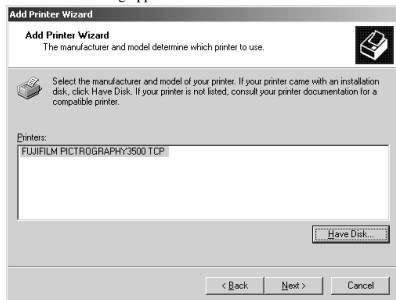 Add Printer Wizard
Add Printer Wizard
The manufacturer and model determine which printer to use.
Select the manufacturer and model of your printer. If your printer came with an installation
disk, click Have Disk. If your printer is not listed, consult your printer documentation for a
compatible printer.
Printers:
FUJIFILM PICTROGRAPHY3500 TCP
Have Disk...
< Back
Next >
Cancel